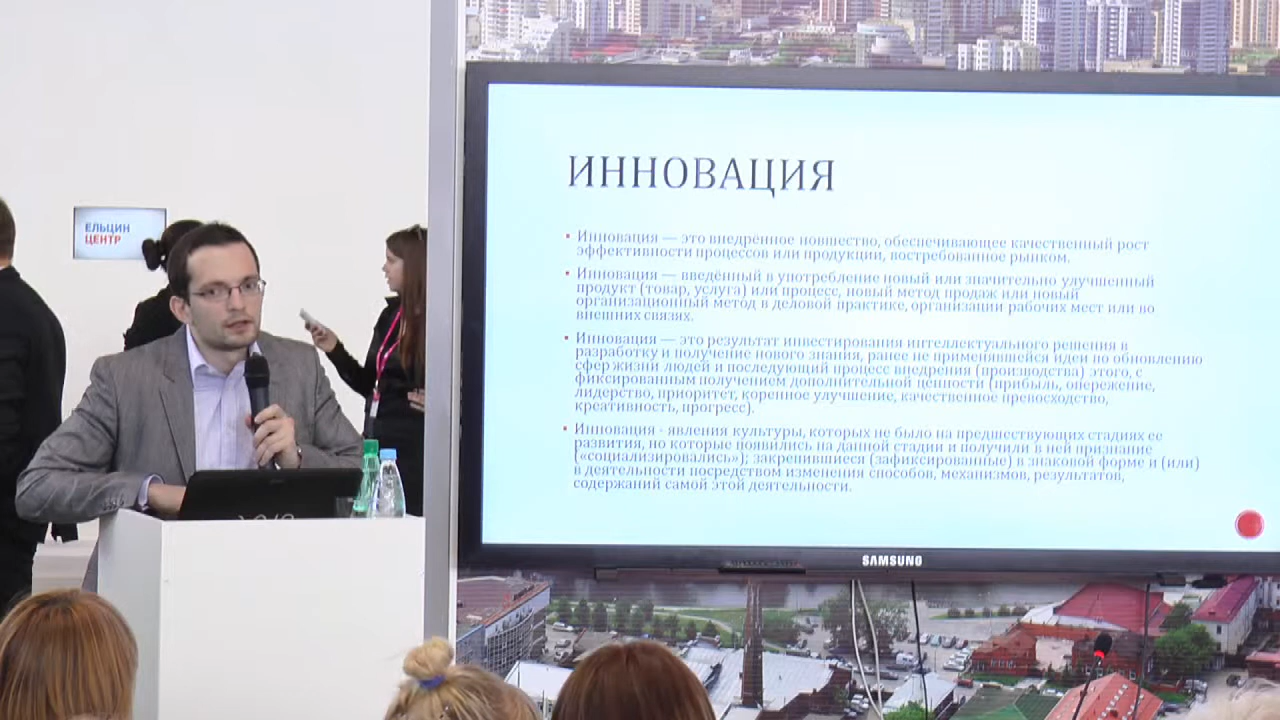 ЕЛЬЦИН
ЦЕНТР
ИННОВАЦИЯ
Инновация — это внедрённое новшество, обеспечивающее качественный рост
эффективности процессов или продукции, востребованное рынком.
Инновация — введённый в употребление новый или значительно улучшенный
продукт (товар, услуга) или процесс, новый метод продаж или новый
организационный метод в деловой практике, организации рабочих мест или во
внешних связях.
Инновация — это результат инвестирования интеллектуального решения в
разработку и получение нового знания, ранее не применявшейся идеи по обновлению
сфер жизни людей и последующий процесс внедрения (производства) этого, с
фиксированным получением дополнительной ценности (прибыль, опережение,
лидерство, приоритет, коренное улучшение, качественное превосходство,
креативность, прогресс).
Инновация - явления культуры, которых не было на предшествующих стадиях ее
развития, но которые появились на данной стадии и получили в ней признание
(«социализировались»); закрепившиеся (зафиксированные) в знаковой форме и (или)
в деятельности посредством изменения способов, механизмов, результатов,
содержаний самой этой деятельности.
SAMSUNG